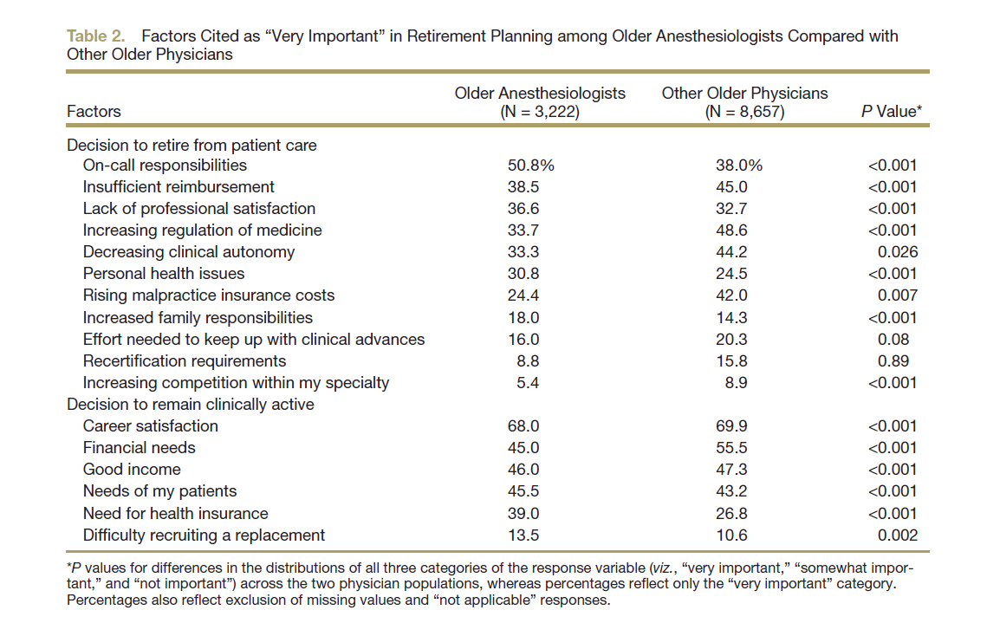 Table 2. Factors Cited as “Very Important” in Retirement Planning among Older Anesthesiologists Compared with
Other Older Physicians
Factors Older Anesthesiologists (N = 3,222) Other Older Physicians (N = 8,657) P Value*
Decision to retire from patient care
On-call responsibilities 50.8% 38.0% <0.001
Insufficient reimbursement 38.5 45.0 <0.001
Lack of professional satisfaction 36.6 32.7 <0.001
Increasing regulation of medicine 33.7 48.6 <0.001
Decreasing clinical autonomy 33.3 44.2 0.026
Personal health issues 30.8 24.5 <0.001
Rising malpractice insurance costs 24.4 42.0 0.007
Increased family responsibilities 18.0 14.3 <0.001
Effort needed to keep up with clinical advances 16.0 20.3 0.08
Recertification requirements 8.8 15.8 0.89
Increasing competition within my specialty 5.4 8.9 <0.001
Decision to remain clinically active
Career satisfaction 68.0 69.9 <0.001
Financial needs 45.0 55.5 <0.001
Good income 46.0 47.3 <0.001
Needs of my patients 45.5 43.2 <0.001
Need for health insurance 39.0 26.8 <0.001
Difficulty recruiting a replacement 13.5 10.6 0.002
*P values for differences in the distributions of all three categories of the response variable (viz., “very important,” “somewhat impor-
tant,” and “not important”) across the two physician populations, whereas percentages reflect only the “very important” category.
Percentages also reflect exclusion of missing values and “not applicable” responses.